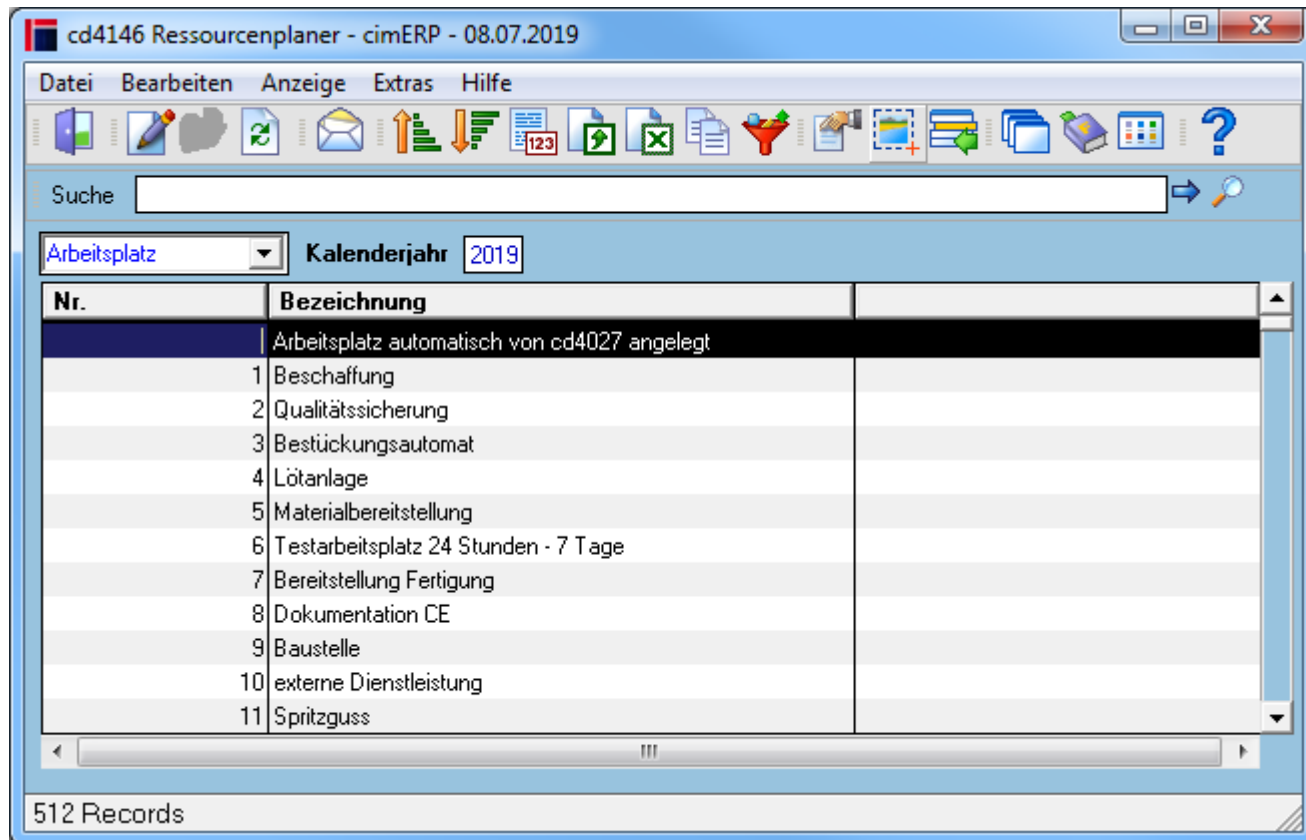 cd4146 Ressourcenplaner - cimERP - 08.07.2019
Datei Bearbeiten Anzeige Extras Hilfe
123
Suche
Arbeitsplatz Kalenderjahr 2019
Nr. Bezeichnung
Arbeitsplatz automatisch von cd4027 angelegt
1 Beschaffung
2 Qualitätssicherung
3 Bestückungsautomat
4 Lötanlage
5 Materialbereitstellung
6 Testarbeitsplatz 24 Stunden - 7 Tage
7 Bereitstellung Fertigung
8 Dokumentation CE
9 Baustelle
10 externe Dienstleistung
11 Spritzguss
512 Records